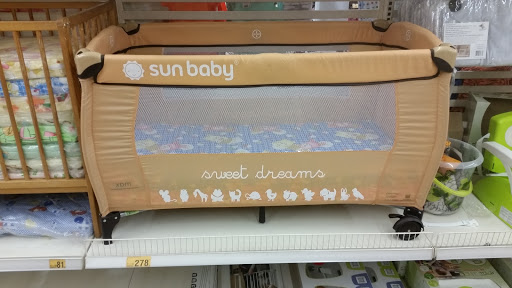 sun baby
sweet dreams
81
278